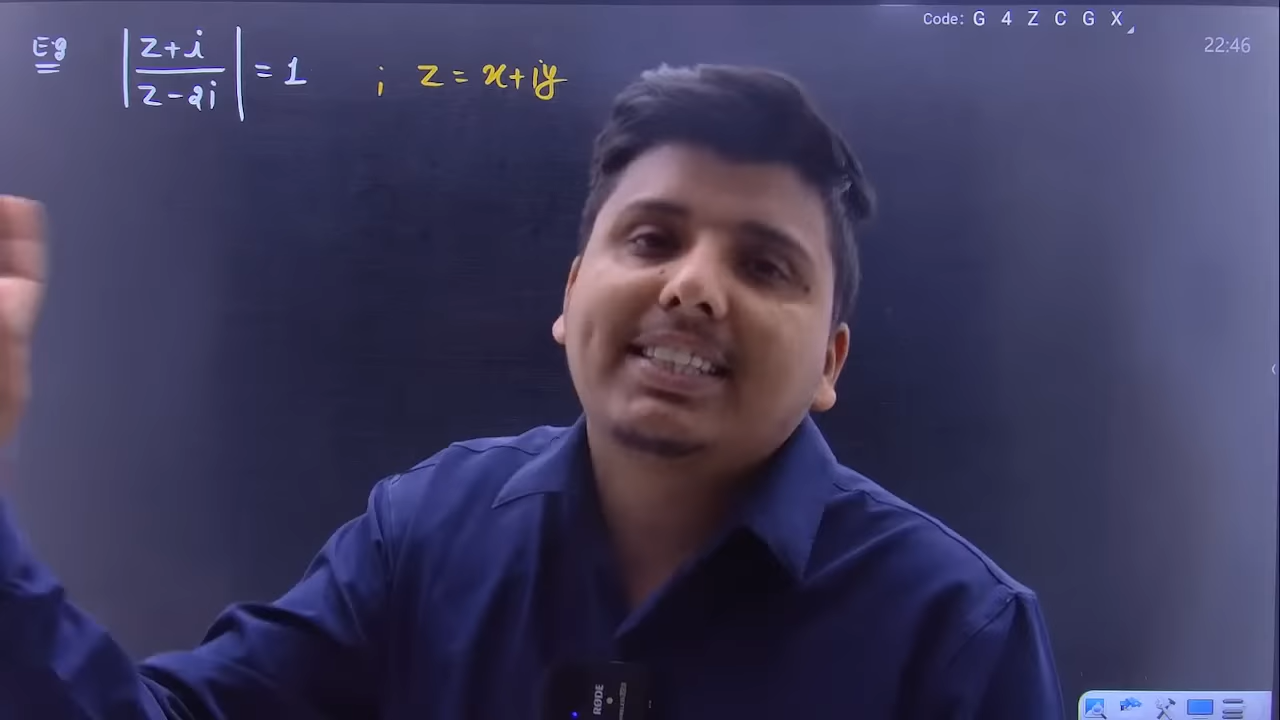 Code: G 4 Z C G X
22:46
Eg |z+i / z-2i| = 1 ; z = x+iy
RODE